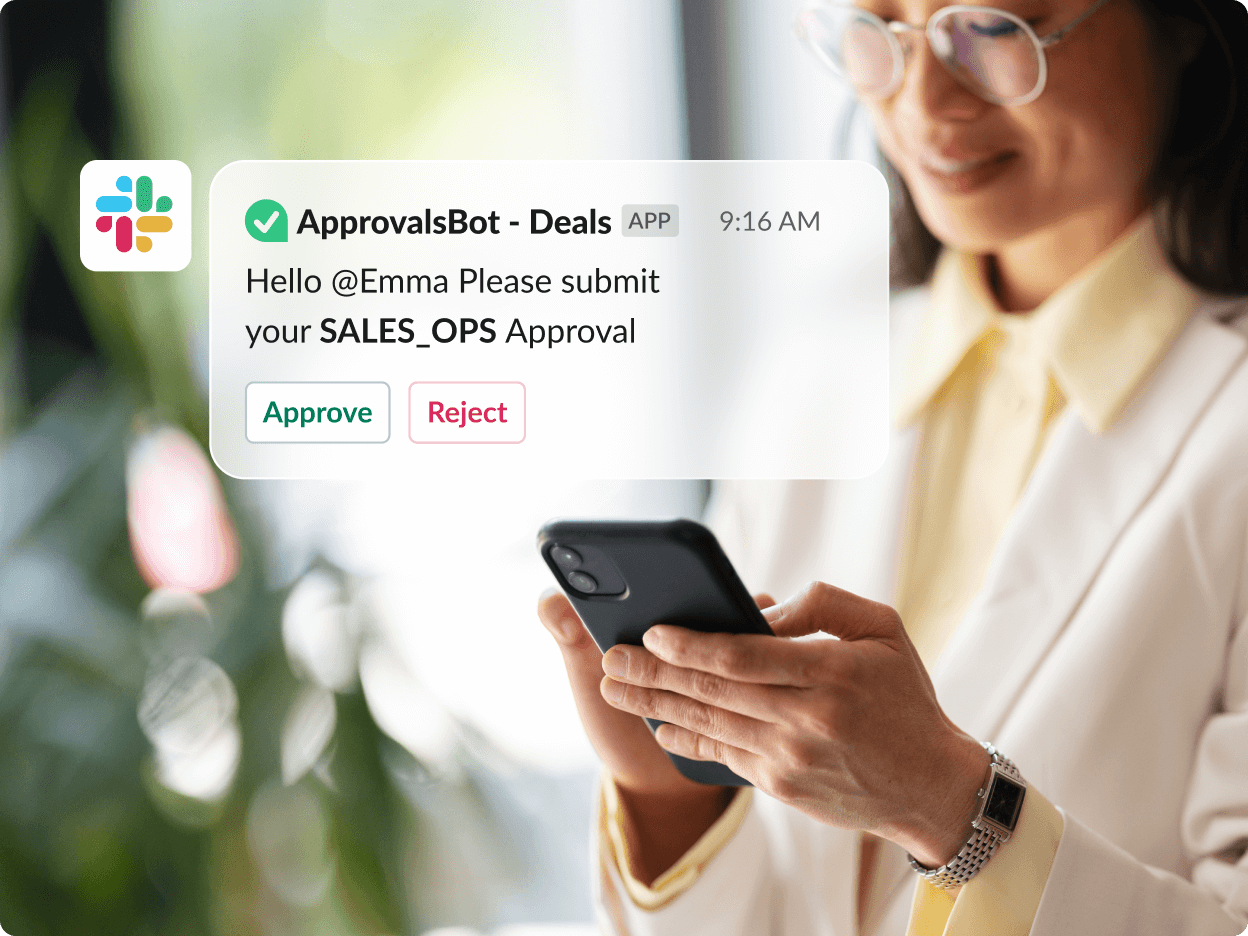 ApprovalsBot - Deals APP 9:16 AM
Hello @Emma Please submit
your SALES_OPS Approval
Approve Reject